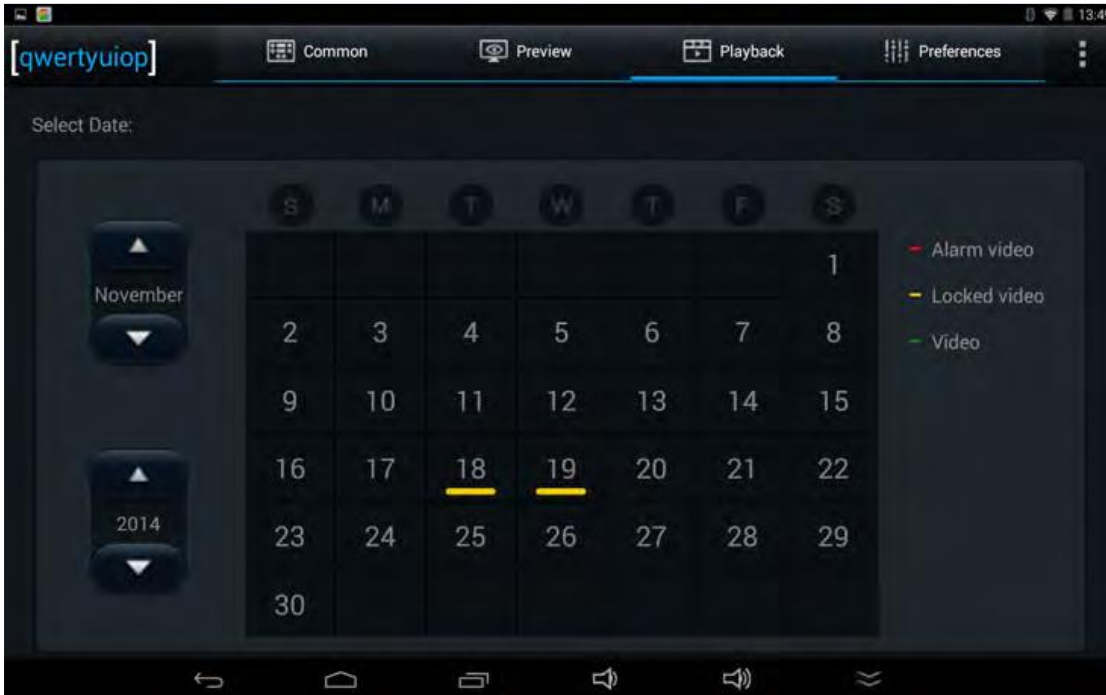 13:49
[qwertyuiop] Common Preview Playback Preferences
Select Date:
S M T W T F S
1
November
2 3 4 5 6 7 8
9 10 11 12 13 14 15
16 17 18 19 20 21 22
2014
23 24 25 26 27 28 29
30
Alarm video
Locked video
Video